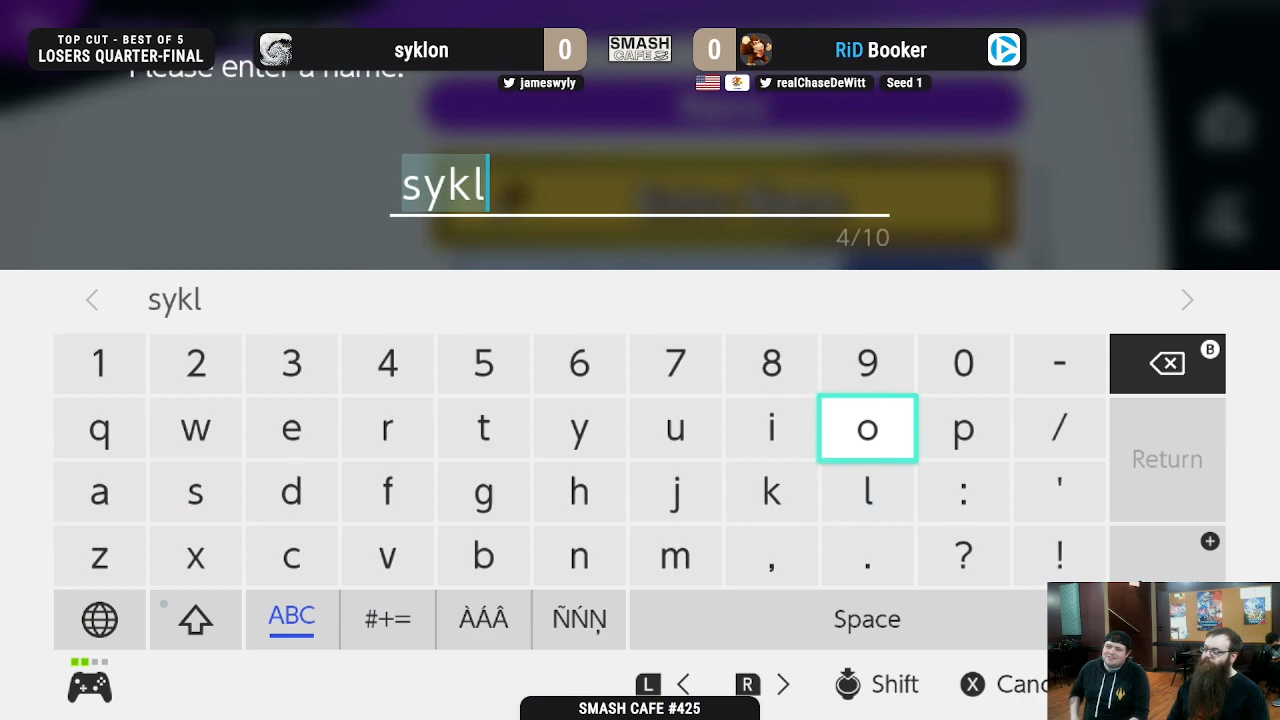 TOP CUT - BEST OF 5
LOSERS QUARTER-FINAL
syklon 0
SMASH CAFE
0 RiD Booker
jameswyly
realChaseDeWitt Seed 1
Please enter a name.
sykl
4/10
sykl
1 2 3 4 5 6 7 8 9 0 - B
q w e r t y u i o p /
Return
a s d f g h j k l : '
z x c v b n m , . ? ! +
ABC #+= ÀÁÂ ÑŃŅ Space
L < R > Shift X Canc
SMASH CAFE #425